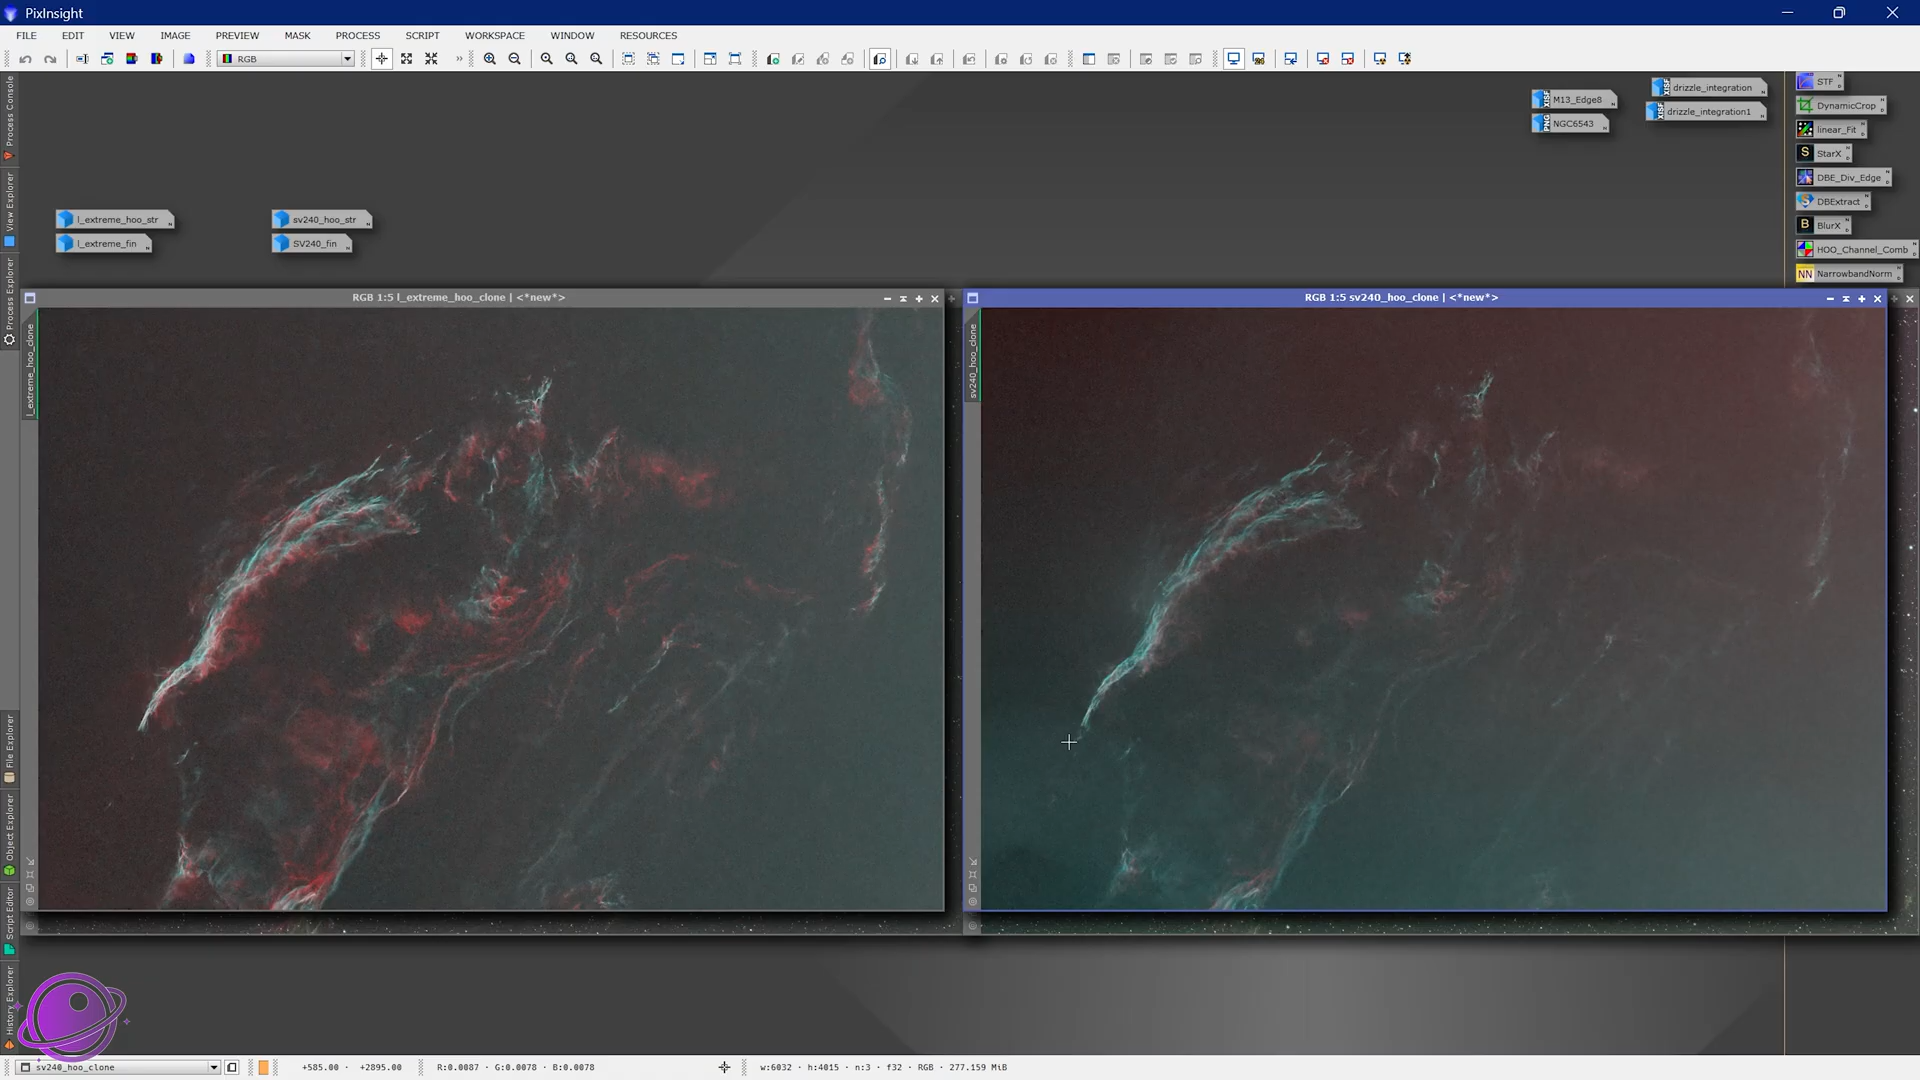 PixInsight
FILE EDIT VIEW IMAGE PREVIEW MASK PROCESS SCRIPT WORKSPACE WINDOW RESOURCES
RGB
Process Console
View Explorer
Process Explorer
File Explorer
Object Explorer
Script Editor
History Explorer
l_extreme_hoo_str
l_extreme_fin
sv240_hoo_str
SV240_fin
M13_Edge8
NGC6543
drizzle_integration
drizzle_integration1
STF
DynamicCrop
linear_Fit
StarX
DBE_Div_Edge
DBExtract
BlurX
HOO_Channel_Comb
NarrowbandNorm
RGB 1:5 l_extreme_hoo_clone | <*new*>
l_extreme_hoo_clone
RGB 1:5 sv240_hoo_clone | <*new*>
sv240_hoo_clone
sv240_hoo_clone
+585.00 · +2895.00
R:0.0087 · G:0.0078 · B:0.0078
w:6032 · h:4015 · n:3 · f32 · RGB · 277.159 MiB